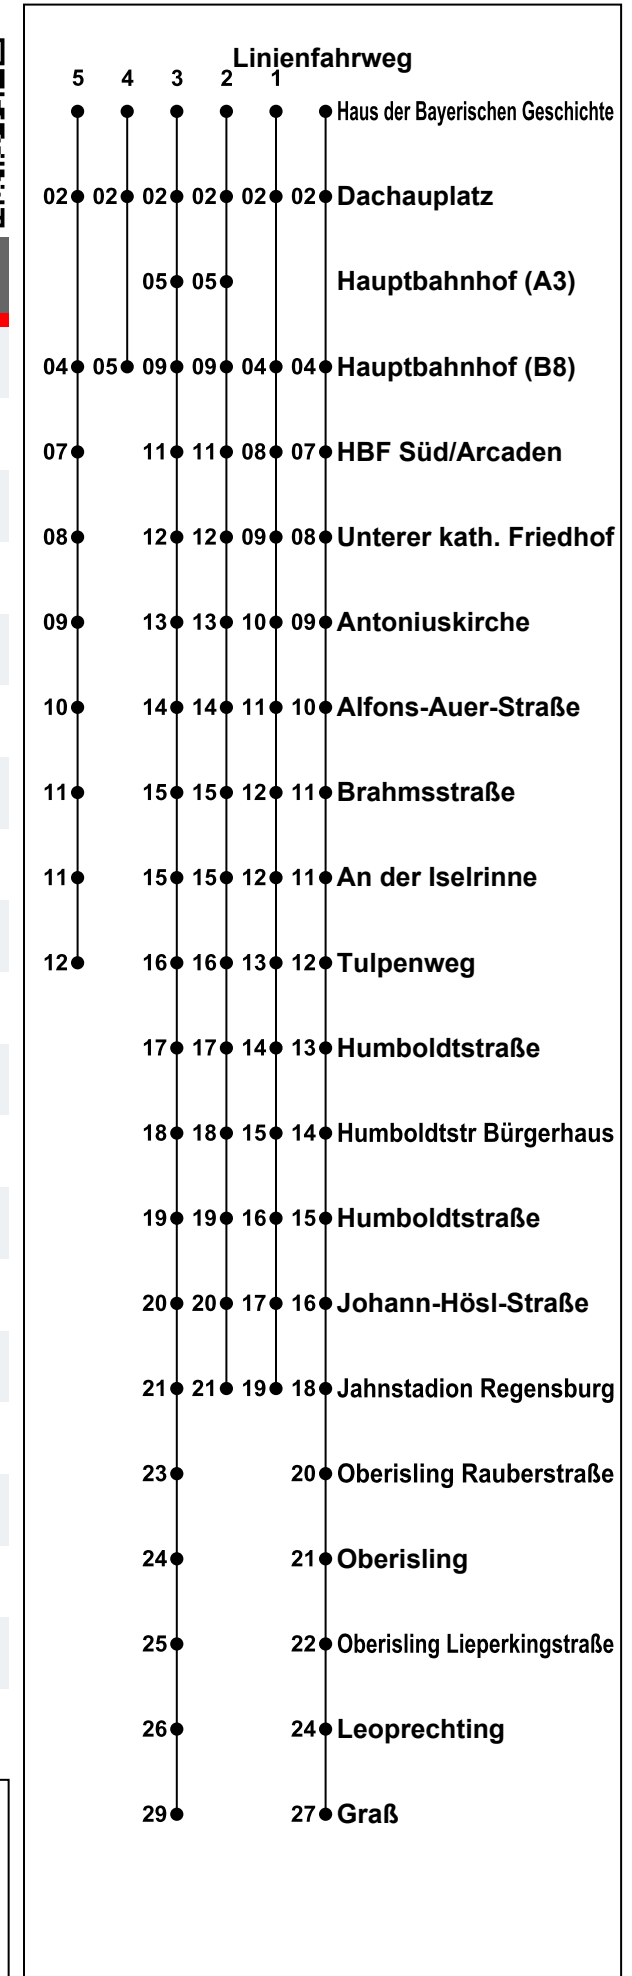 Linienfahrweg
5 4 3 2 1
Haus der Bayerischen Geschichte
02 02 02 02 02 02 Dachauplatz
05 05 Hauptbahnhof (A3)
04 05 09 09 04 04 Hauptbahnhof (B8)
07 11 11 08 07 HBF Süd/Arcaden
08 12 12 09 08 Unterer kath. Friedhof
09 13 13 10 09 Antoniuskirche
10 14 14 11 10 Alfons-Auer-Straße
11 15 15 12 11 Brahmsstraße
11 15 15 12 11 An der Iselrinne
12 16 16 13 12 Tulpenweg
17 17 14 13 Humboldtstraße
18 18 15 14 Humboldtstr Bürgerhaus
19 19 16 15 Humboldtstraße
20 20 17 16 Johann-Hösl-Straße
21 21 19 18 Jahnstadion Regensburg
23 20 Oberisling Rauberstraße
24 21 Oberisling
25 22 Oberisling Lieperkingstraße
26 24 Leoprechting
29 27 Graß